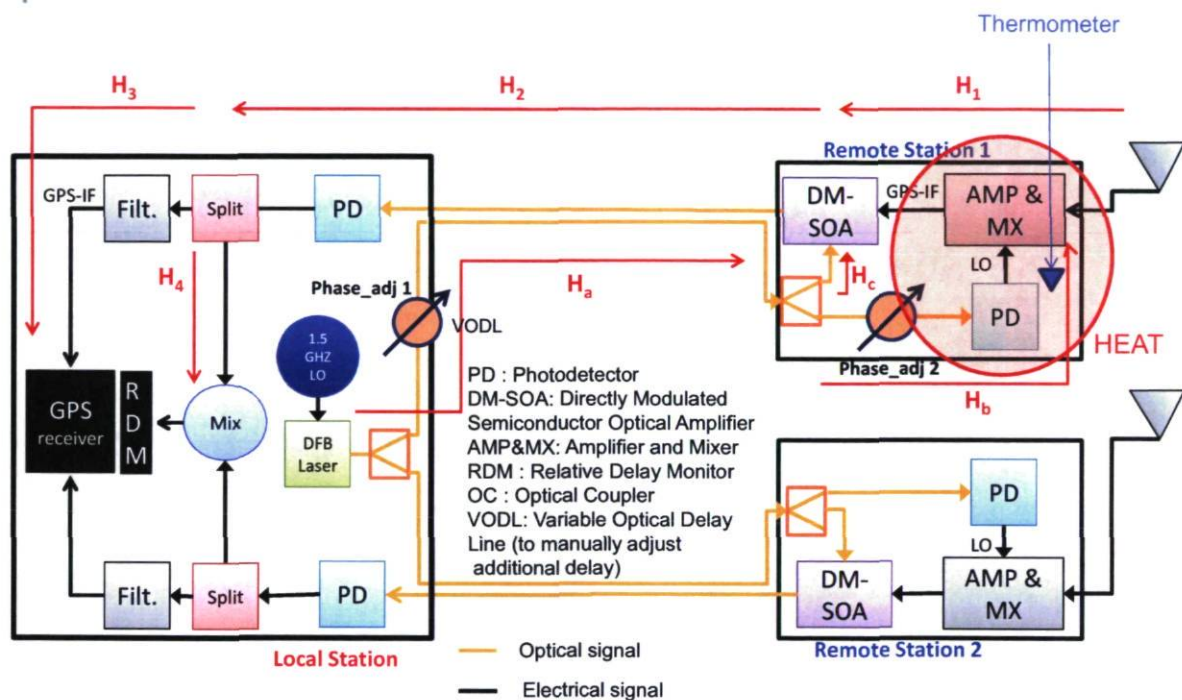 Thermometer
H3
H2
H1
Remote Station 1
GPS-IF
Filt.
Split
PD
DM-
SOA
GPS-IF
AMP &
MX
H4
LO
Hc
Ha
Phase_adj 1
VODL
1.5
GHZ
LO
PD
HEAT
Phase_adj 2
Hb
GPS
receiver
R
D
M
Mix
DFB
Laser
PD : Photodetector
DM-SOA: Directly Modulated
Semiconductor Optical Amplifier
AMP&MX: Amplifier and Mixer
RDM : Relative Delay Monitor
OC : Optical Coupler
VODL: Variable Optical Delay
Line (to manually adjust
additional delay)
PD
LO
Filt.
Split
PD
DM-
SOA
AMP &
MX
Local Station
Remote Station 2
Optical signal
Electrical signal